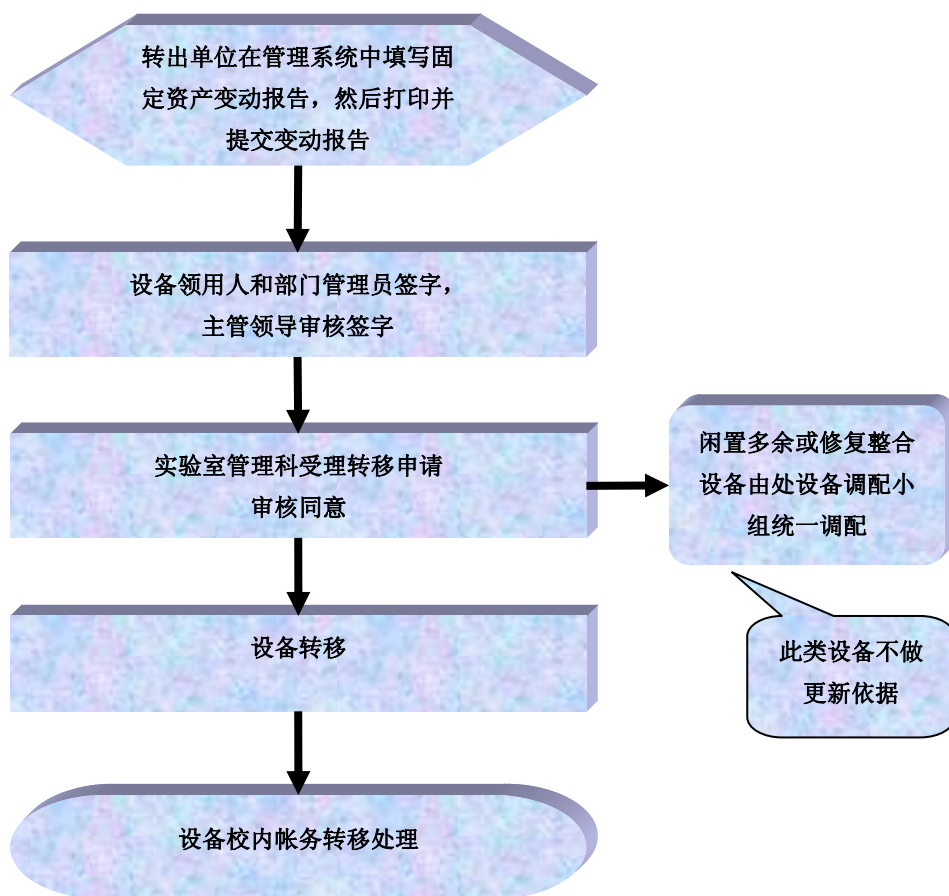 转出单位在管理系统中填写固
定资产变动报告，然后打印并
提交变动报告
设备领用人和部门管理员签字，
主管领导审核签字
实验室管理科受理转移申请
审核同意
闲置多余或修复整合
设备由处设备调配小
组统一调配
此类设备不做
更新依据
设备转移
设备校内帐务转移处理